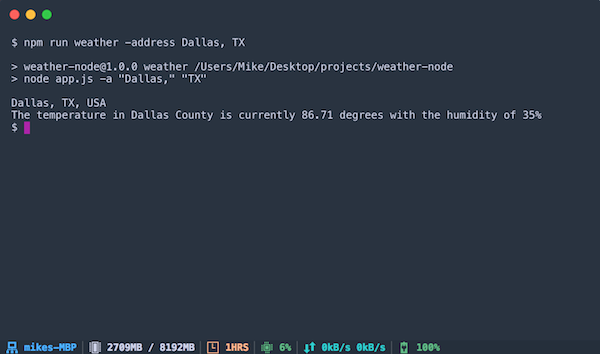 $ npm run weather -address Dallas, TX
> weather-node@1.0.0 weather /Users/Mike/Desktop/projects/weather-node
> node app.js -a "Dallas," "TX"
Dallas, TX, USA
The temperature in Dallas County is currently 86.71 degrees with the humidity of 35%
$
mikes-MBP 2709MB / 8192MB 1HRS 6% 0kB/s 0kB/s 100%